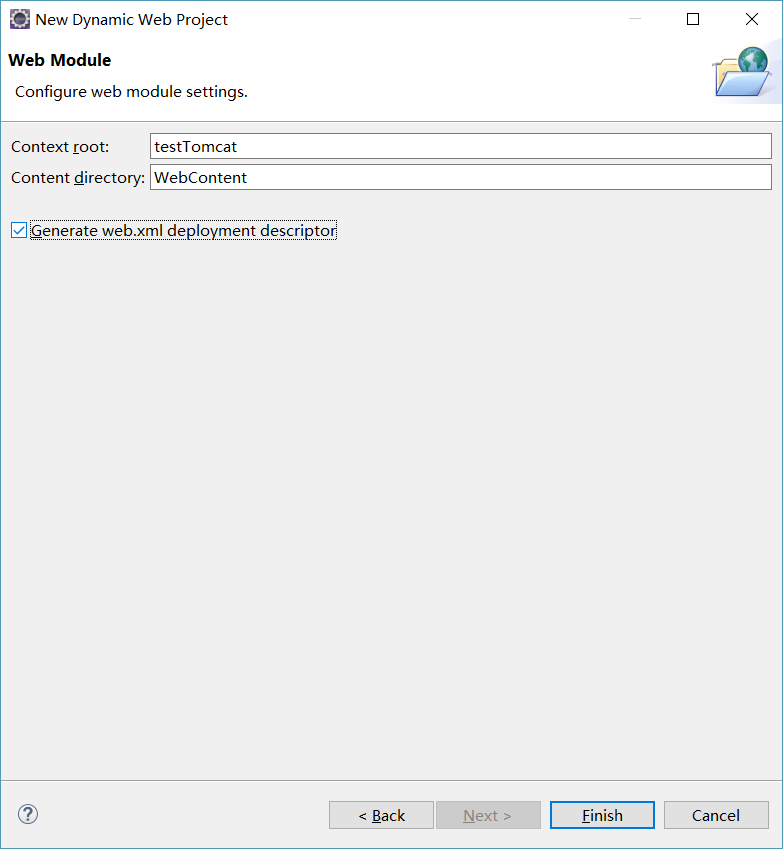 New Dynamic Web Project
Web Module
Configure web module settings.
Context root: testTomcat
Content directory: WebContent
Generate web.xml deployment descriptor
? < Back Next > Finish Cancel